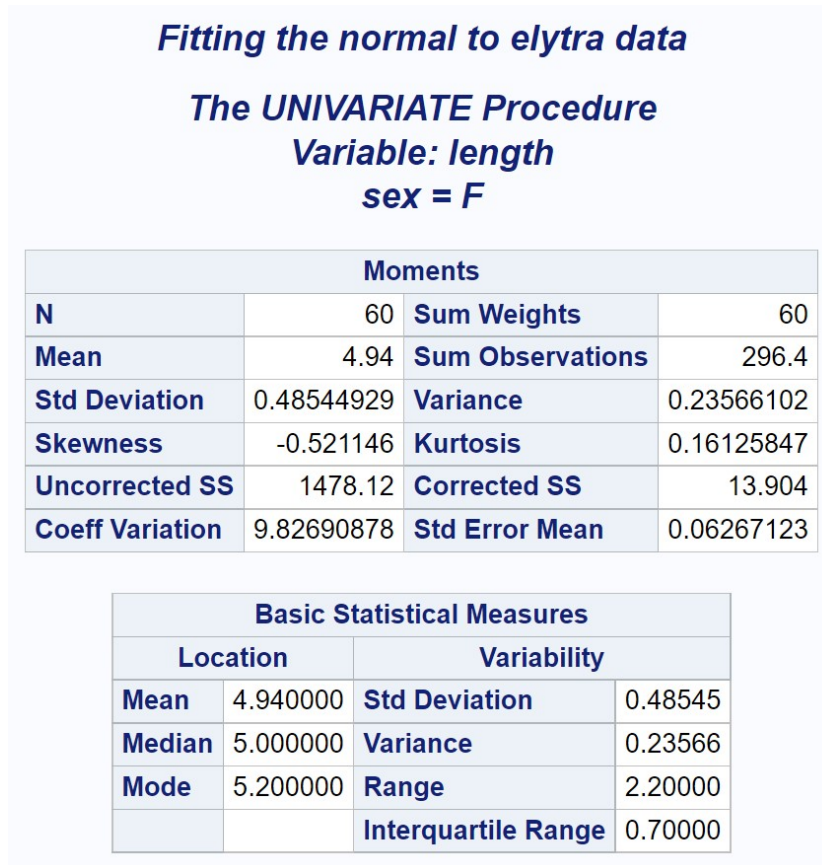 Fitting the normal to elytra data
The UNIVARIATE Procedure
Variable: length
sex = F
Moments
N 60 Sum Weights 60
Mean 4.94 Sum Observations 296.4
Std Deviation 0.48544929 Variance 0.23566102
Skewness -0.521146 Kurtosis 0.16125847
Uncorrected SS 1478.12 Corrected SS 13.904
Coeff Variation 9.82690878 Std Error Mean 0.06267123
Basic Statistical Measures
Location Variability
Mean 4.940000 Std Deviation 0.48545
Median 5.000000 Variance 0.23566
Mode 5.200000 Range 2.20000
Interquartile Range 0.70000